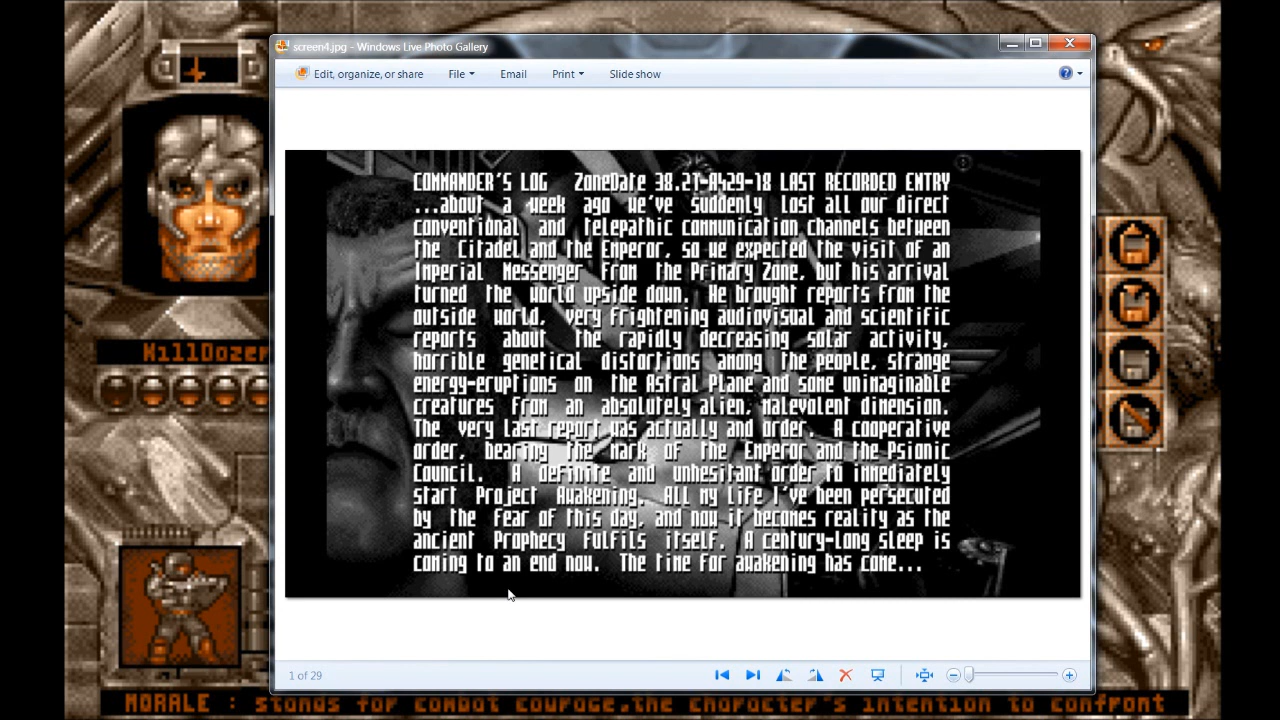 screen4.jpg - Windows Live Photo Gallery
Edit, organize, or share File Email Print Slide show
COMMANDER'S LOG ZoneDate 38.21-A429-18 LAST RECORDED ENTRY
...about a week ago we've suddenly lost all our direct
conventional and telepathic communication channels between
the Citadel and the Emperor, so we expected the visit of an
Imperial Messenger from the Primary Zone, but his arrival
turned the world upside down. He brought reports from the
outside world, very frightening audiovisual and scientific
reports about the rapidly decreasing solar activity,
horrible genetical distortions among the people, strange
energy-eruptions on the Astral Plane and some unimaginable
creatures from an absolutely alien, malevolent dimension.
The very last report was actually and order. A cooperative
order, bearing the mark of the Emperor and the Psionic
Council. A definite and unhesitant order to immediately
start Project Awakening. All my life I've been persecuted
by the fear of this day, and now it becomes reality as the
ancient Prophecy fulfils itself. A century-long sleep is
coming to an end now. The time for awakening has come...
KillDozer
1 of 29
MORALE : stands for combat courage,the character's intention to confront